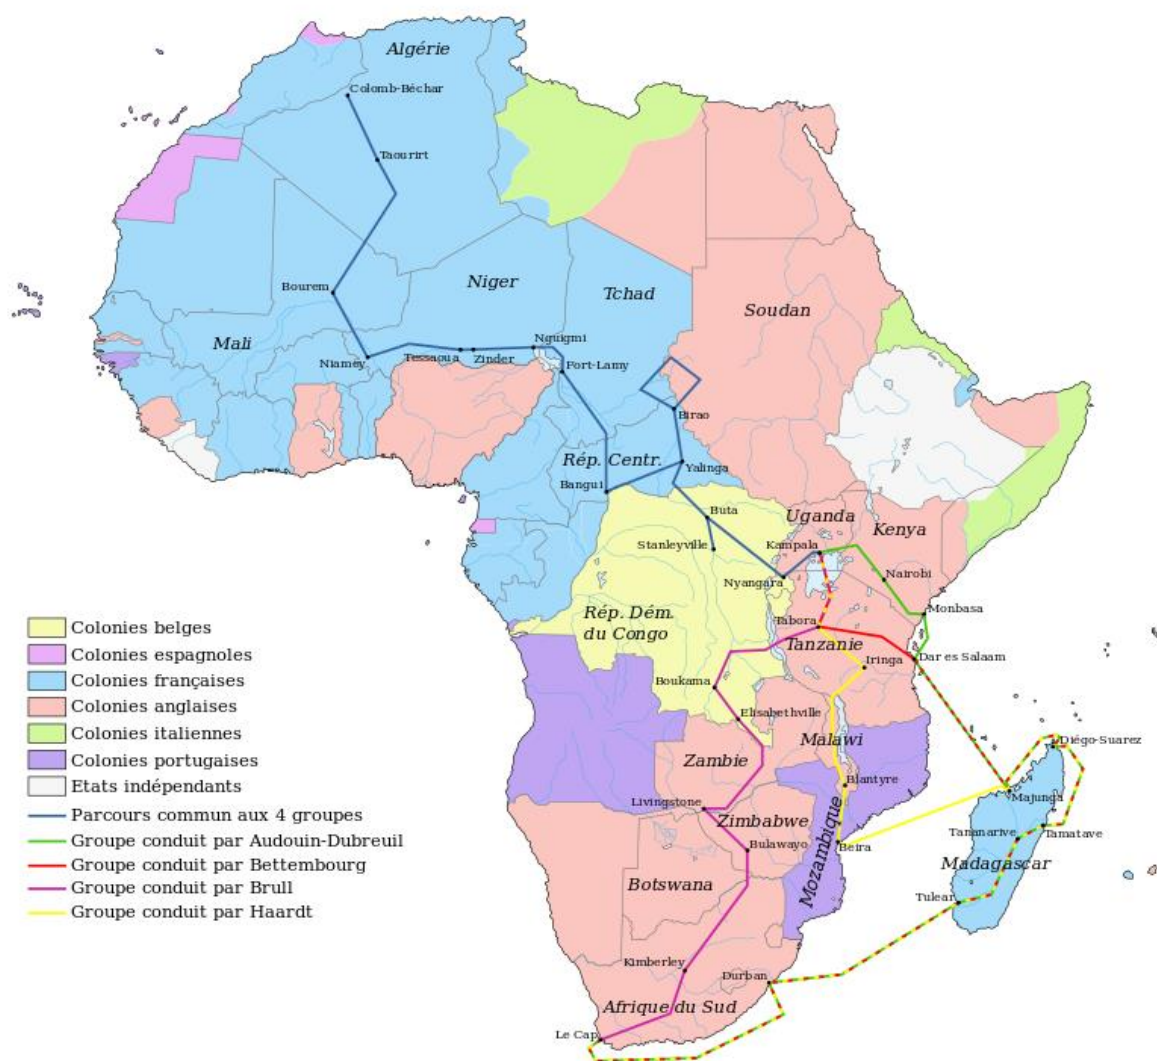 Algérie
Colomb-Béchar
Taourirt
Niger
Bourem
Tchad
Soudan
Mali
Nguigmi
Niamey
Tessaoua
Zinder
Fort-Lamy
Birao
Rép. Centr.
Yalinga
Bangui
Buta
Uganda
Kenya
Stanleyville
Kampala
Nyangara
Nairobi
Rép. Dém.
du Congo
Monbasa
Tabora
Tanzanie
Iringa
Dar es Salaam
Boukama
Elisabethville
Malawi
Diégo-Suarez
Zambie
Blantyre
Majunga
Livingstone
Zimbabwe
Mozambique
Beira
Tananarive
Tamatave
Bulawayo
Madagascar
Botswana
Tulear
Kimberley
Durban
Afrique du Sud
Le Cap
Colonies belges
Colonies espagnoles
Colonies françaises
Colonies anglaises
Colonies italiennes
Colonies portugaises
Etats indépendants
Parcours commun aux 4 groupes
Groupe conduit par Audouin-Dubreuil
Groupe conduit par Bettembourg
Groupe conduit par Brull
Groupe conduit par Haardt